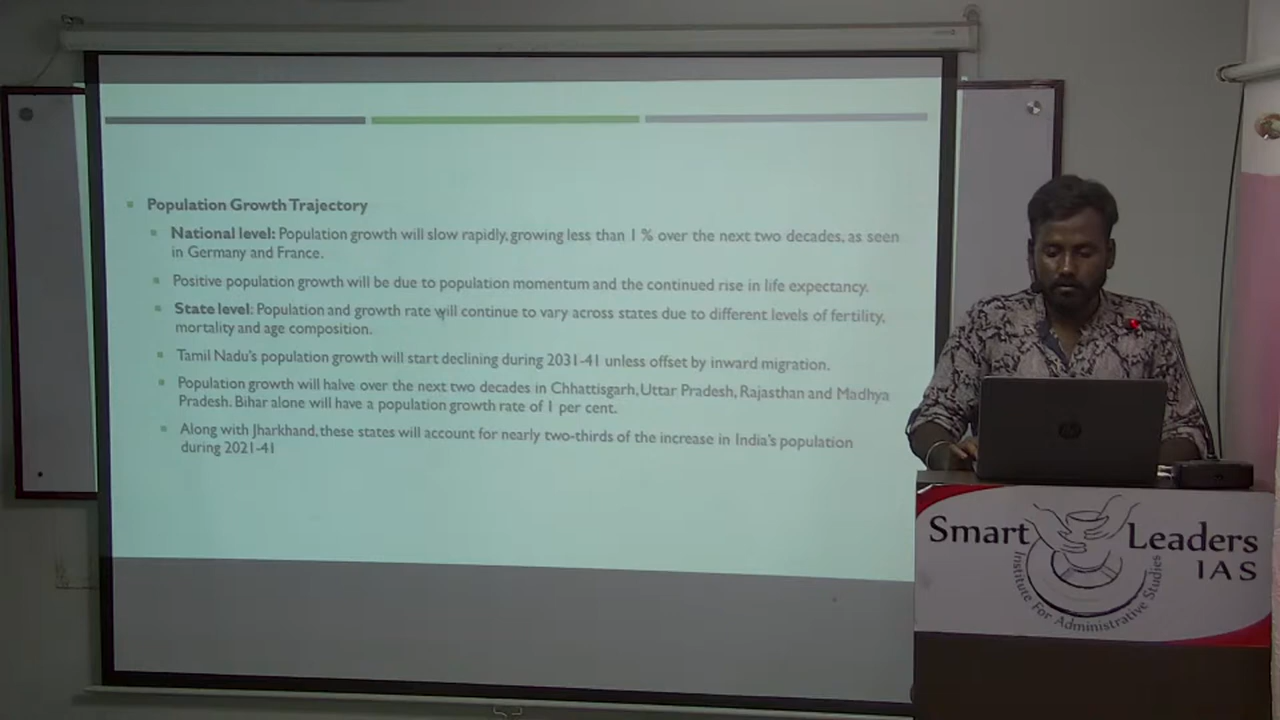 Population Growth Trajectory
National level: Population growth will slow rapidly, growing less than 1 % over the next two decades, as seen
in Germany and France.
Positive population growth will be due to population momentum and the continued rise in life expectancy.
State level: Population and growth rate will continue to vary across states due to different levels of fertility,
mortality and age composition.
Tamil Nadu's population growth will start declining during 2031-41 unless offset by inward migration.
Population growth will halve over the next two decades in Chhattisgarh, Uttar Pradesh, Rajasthan and Madhya
Pradesh. Bihar alone will have a population growth rate of 1 per cent.
Along with Jharkhand, these states will account for nearly two-thirds of the increase in India's population
during 2021-41
hp
Smart Leaders
IAS
Institute For Administrative Studies